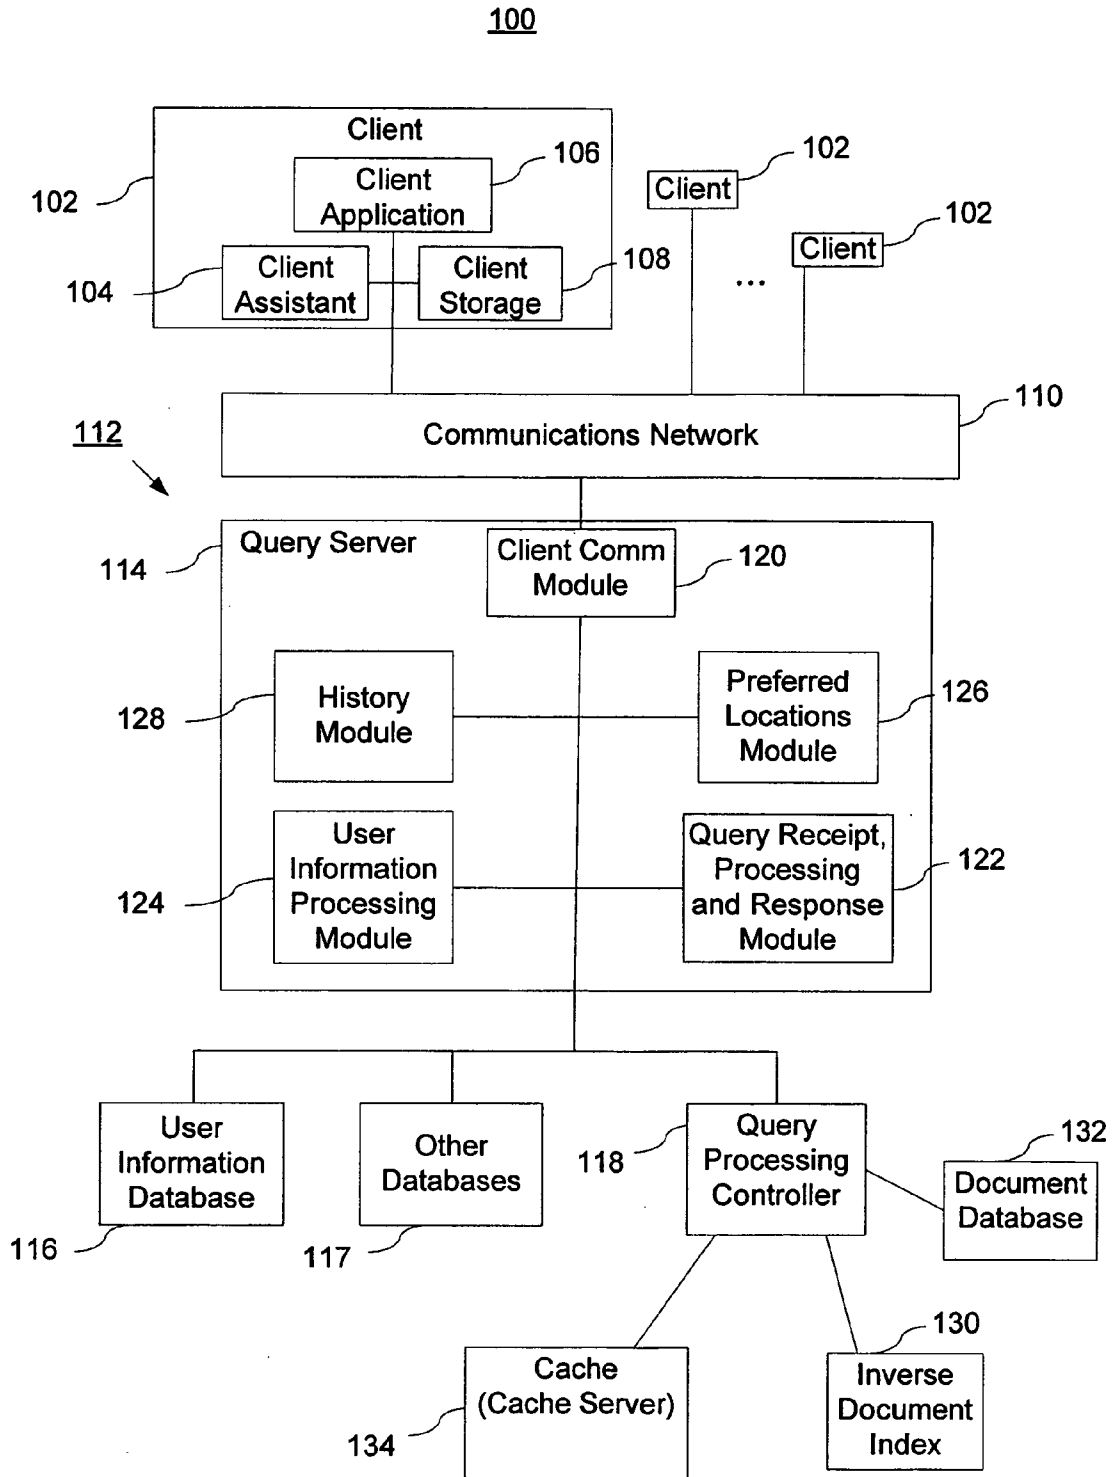 100
Client
106
Client
Application
102
Client
102
Client
102
Client
Assistant
Client
Storage
108
104
...
110
Communications Network
112
Query Server
114
Client Comm
Module
120
History
Module
128
Preferred
Locations
Module
126
User
Information
Processing
Module
124
Query Receipt,
Processing
and Response
Module
122
User
Information
Database
116
Other
Databases
117
Query
Processing
Controller
118
132
Document
Database
130
Cache
(Cache Server)
134
Inverse
Document
Index